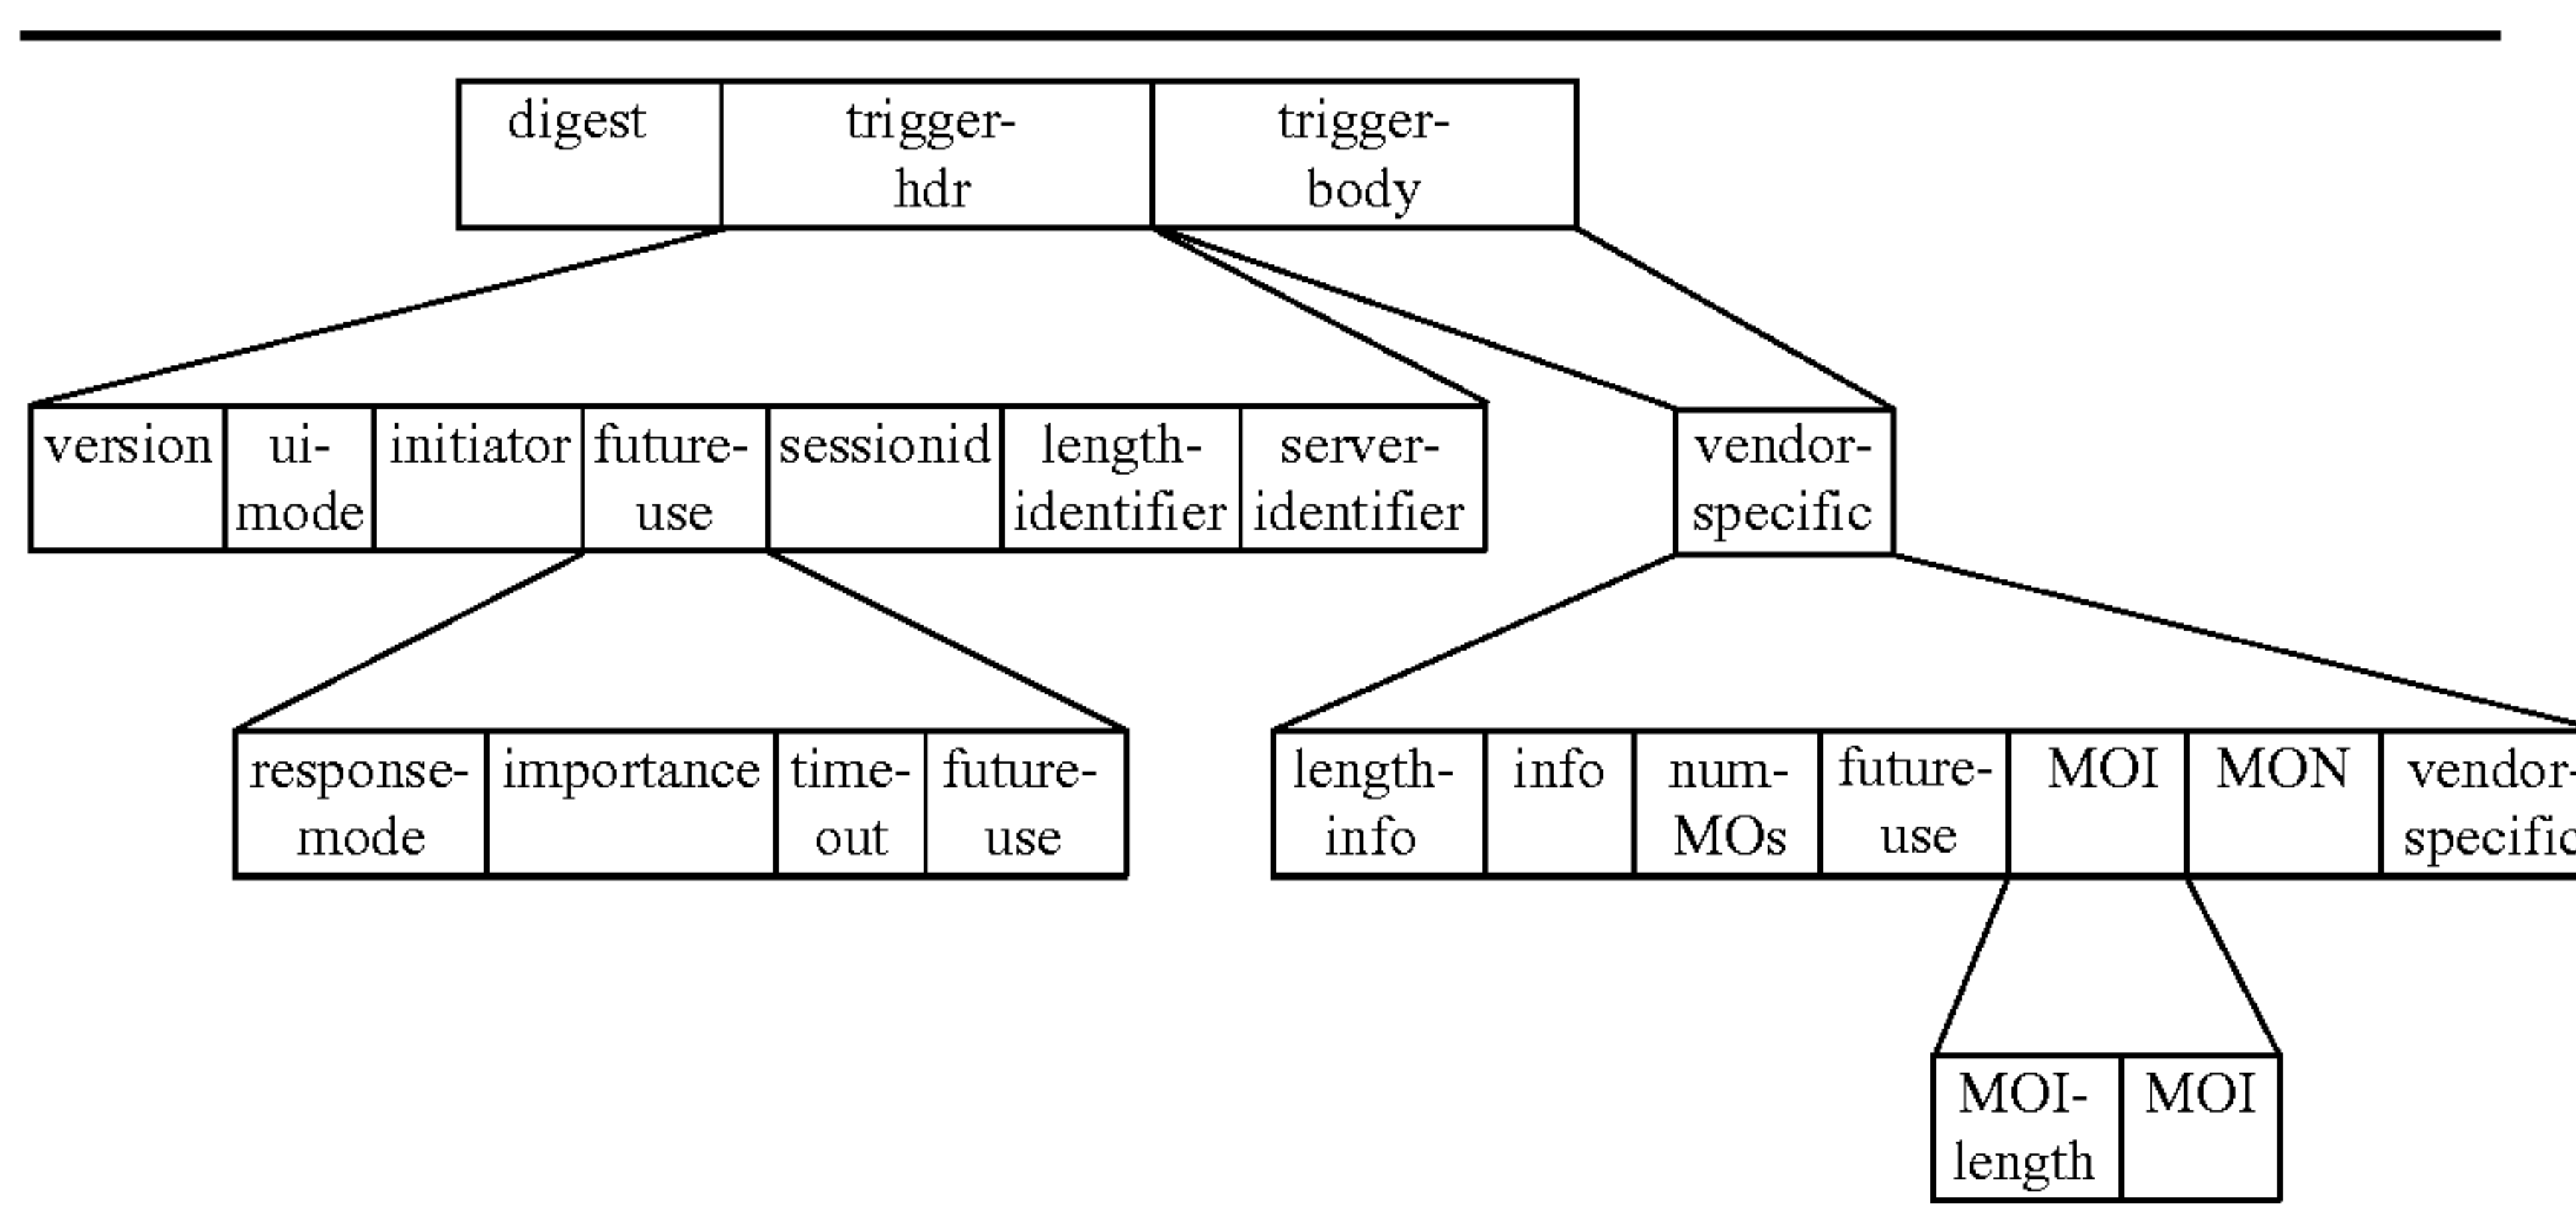 digest
trigger-
hdr
trigger-
body
version
ui-
mode
initiator
future-
use
sessionid
length-
identifier
server-
identifier
vendor-
specific
response-
mode
importance
time-
out
future-
use
length-
info
info
num-
MOs
future-
use
MOI
MON
vendor-
specific
MOI-
length
MOI